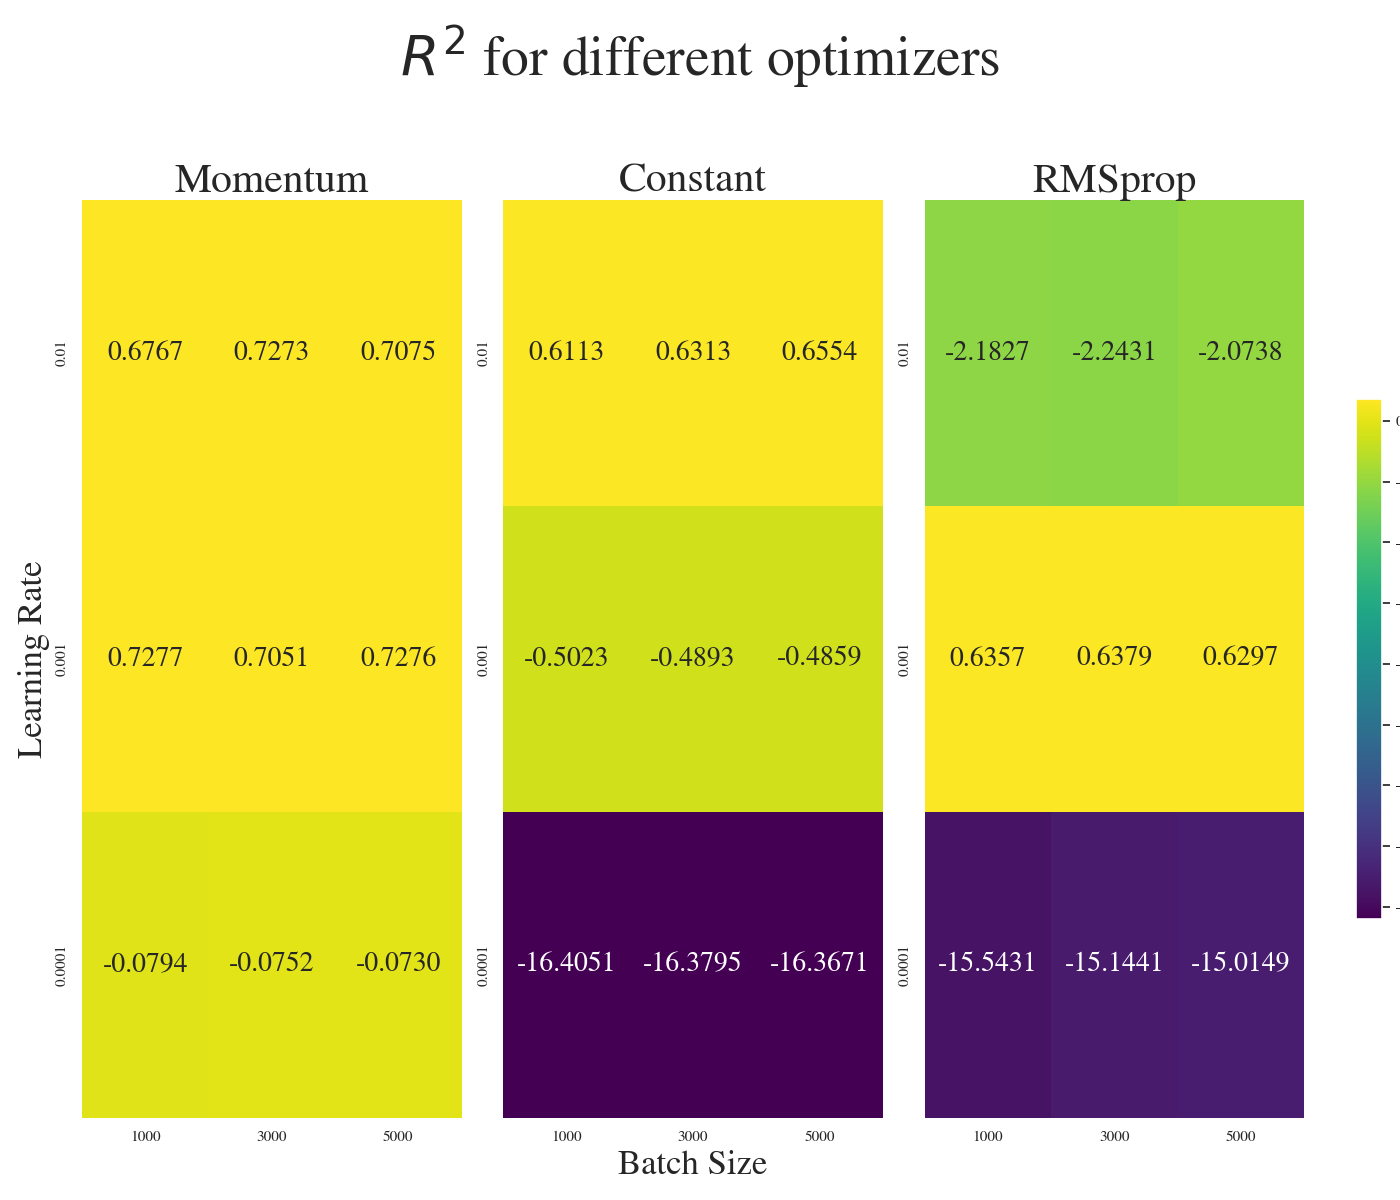 R² for different optimizers
Momentum Constant RMSprop
0.01 0.6767 0.7273 0.7075 0.01 0.6113 0.6313 0.6554 0.01 -2.1827 -2.2431 -2.0738
Learning Rate
0.001 0.7277 0.7051 0.7276 0.001 -0.5023 -0.4893 -0.4859 0.001 0.6357 0.6379 0.6297
0.0001 -0.0794 -0.0752 -0.0730 0.0001 -16.4051 -16.3795 -16.3671 0.0001 -15.5431 -15.1441 -15.0149
1000 3000 5000 1000 3000 5000 1000 3000 5000
Batch Size